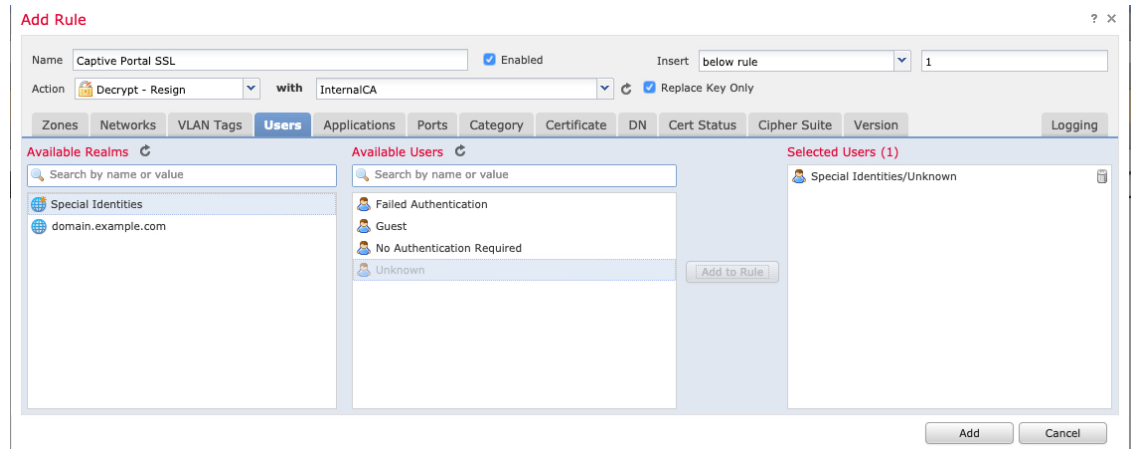 Add Rule ? ×
Name Captive Portal SSL Enabled Insert below rule 1
Action Decrypt - Resign with InternalCA Replace Key Only
Zones Networks VLAN Tags Users Applications Ports Category Certificate DN Cert Status Cipher Suite Version Logging
Available Realms Available Users Selected Users (1)
Search by name or value Search by name or value Special Identities/Unknown
Special Identities Failed Authentication
domain.example.com Guest
No Authentication Required
Unknown Add to Rule
Add Cancel